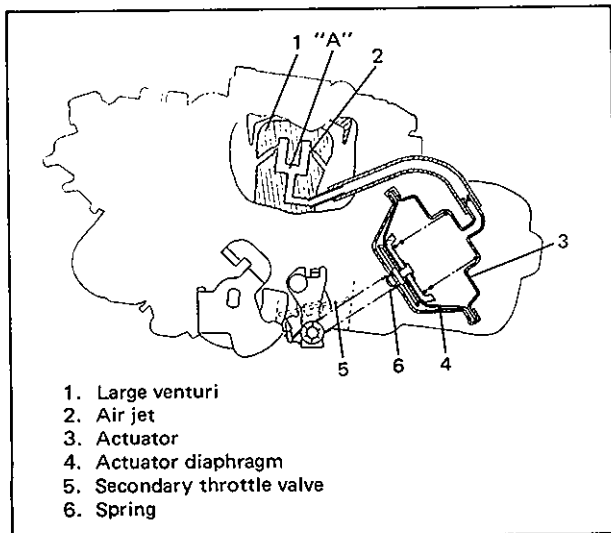 1 "A" 2
3
5 6 4
1. Large venturi
2. Air jet
3. Actuator
4. Actuator diaphragm
5. Secondary throttle valve
6. Spring